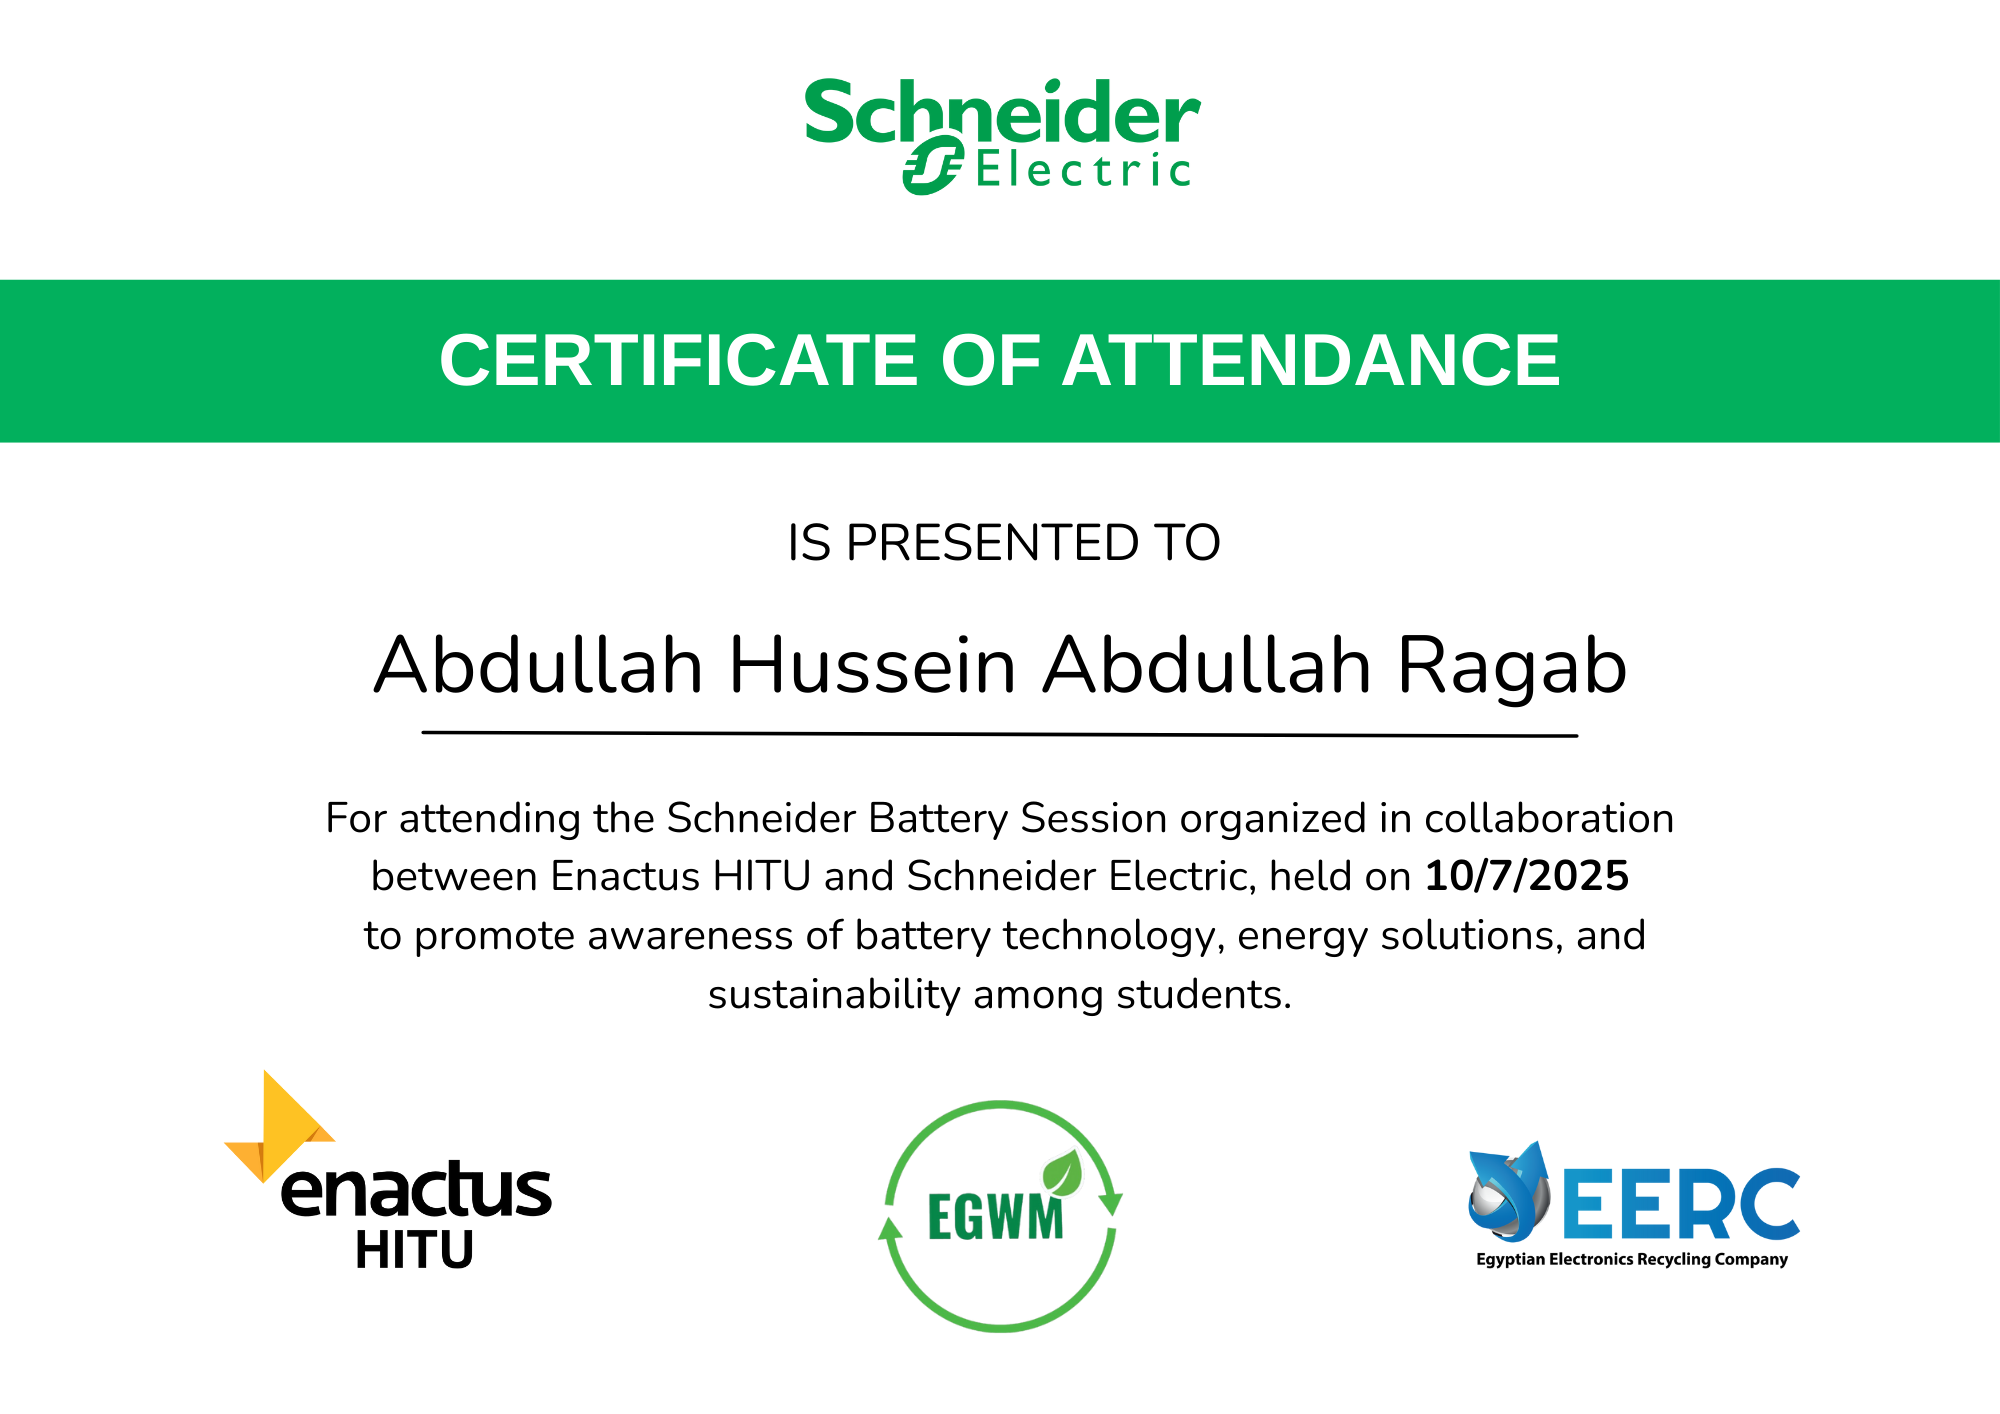 Schneider
Electric
CERTIFICATE OF ATTENDANCE
IS PRESENTED TO
Abdullah Hussein Abdullah Ragab
For attending the Schneider Battery Session organized in collaboration
between Enactus HITU and Schneider Electric, held on 10/7/2025
to promote awareness of battery technology, energy solutions, and
sustainability among students.
enactus
HITU
EGWM
EERC
Egyptian Electronics Recycling Company